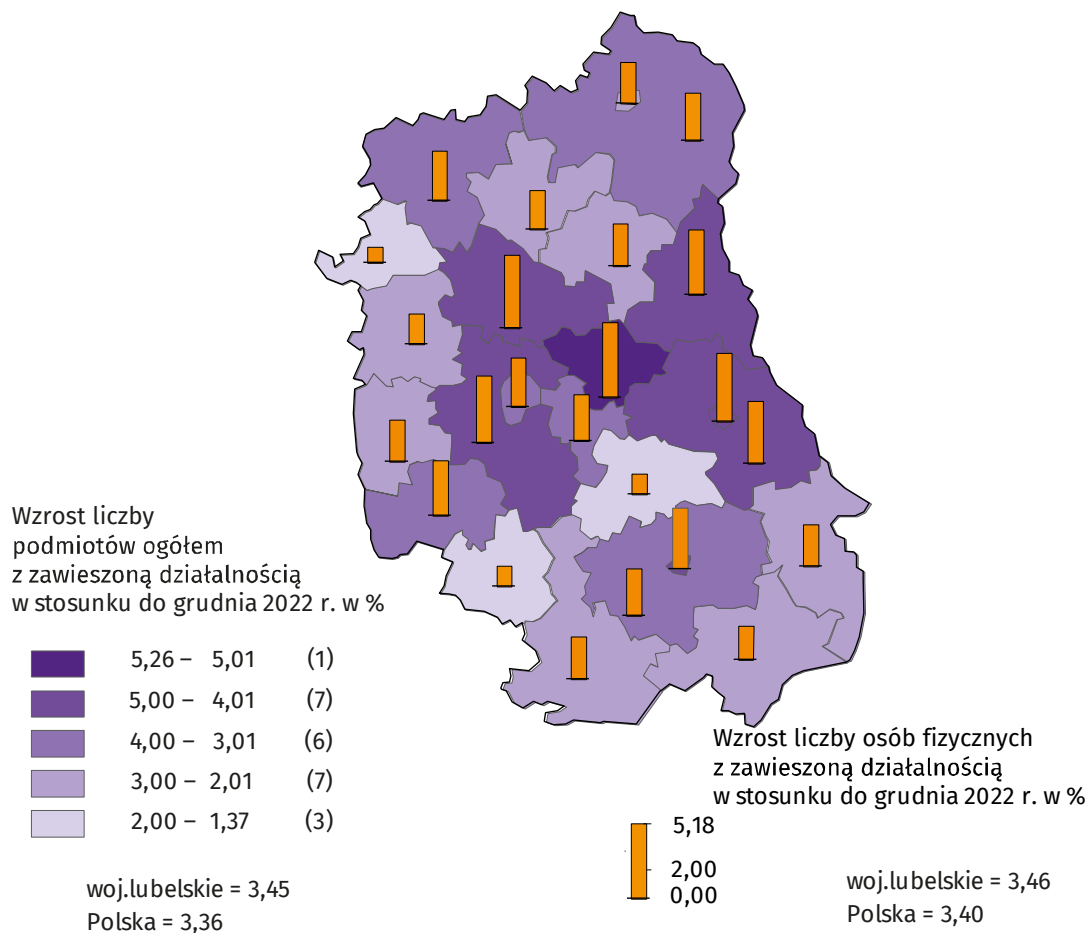 Wzrost liczby
podmiotów ogółem
z zawieszoną działalnością
w stosunku do grudnia 2022 r. w %
5,26 – 5,01 (1)
5,00 – 4,01 (7)
4,00 – 3,01 (6)
3,00 – 2,01 (7)
2,00 – 1,37 (3)
woj.lubelskie = 3,45
Polska = 3,36
Wzrost liczby osób fizycznych
z zawieszoną działalnością
w stosunku do grudnia 2022 r. w %
5,18
2,00
0,00
woj.lubelskie = 3,46
Polska = 3,40